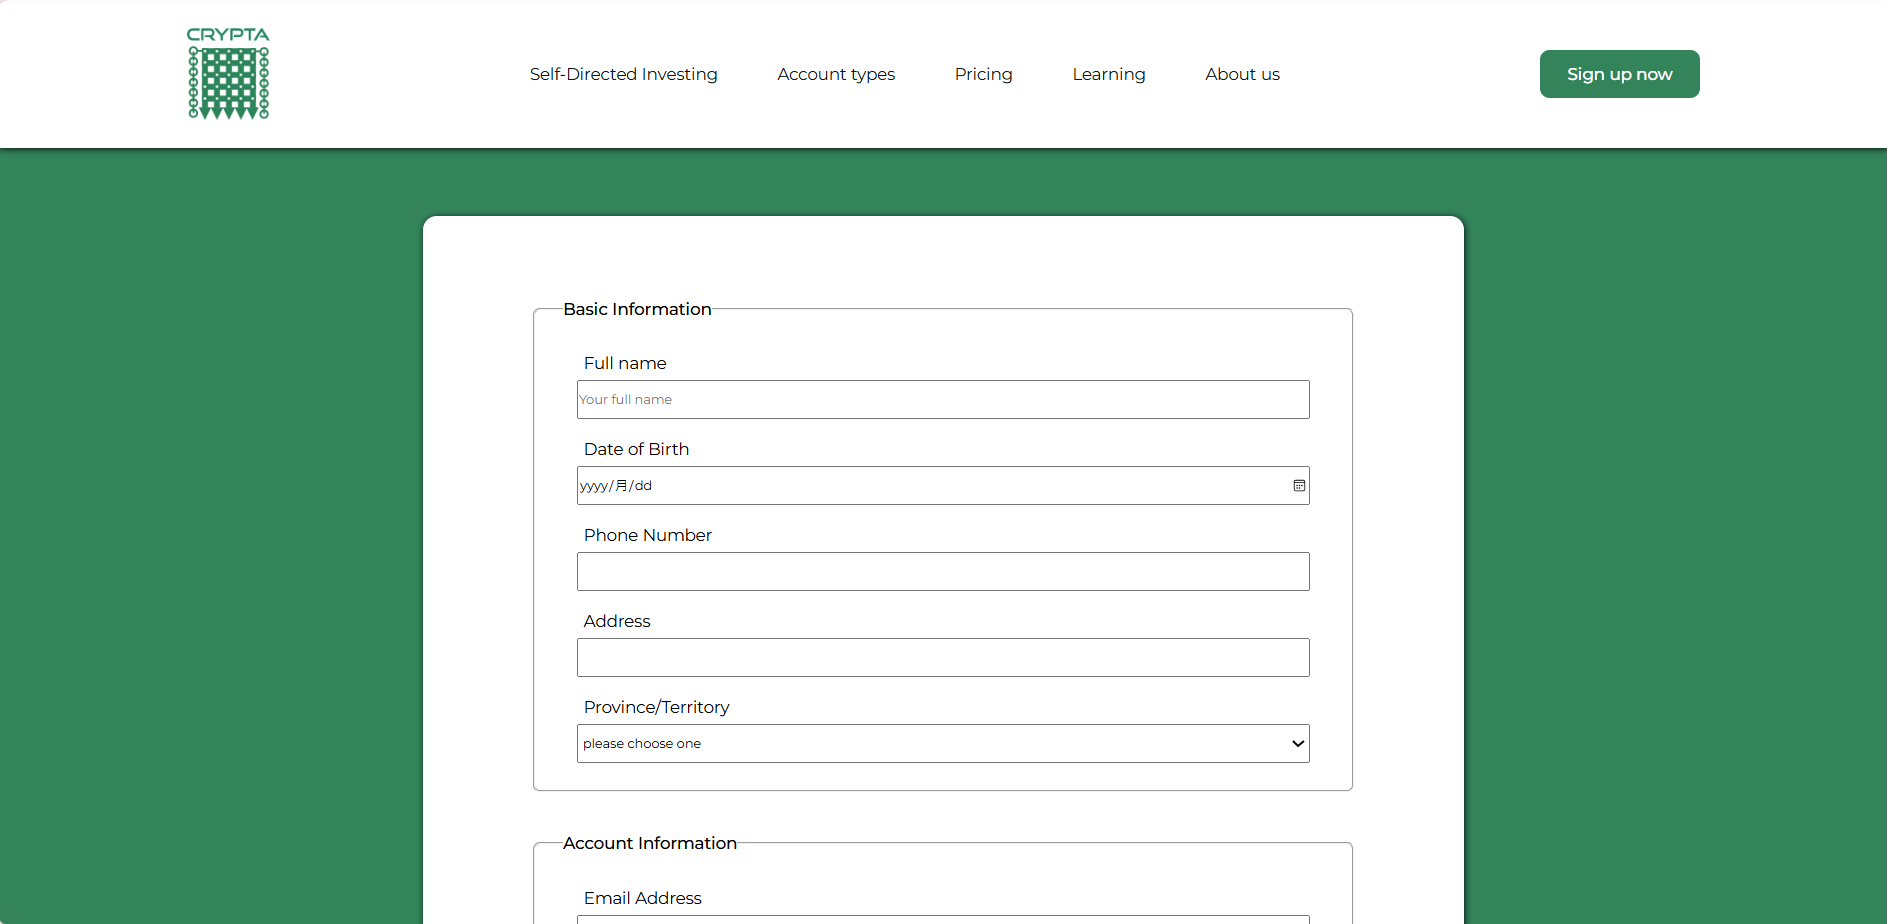 CRYPTA
Self-Directed Investing
Account types
Pricing
Learning
About us
Sign up now
Basic Information
Full name
Your full name
Date of Birth
yyyy/月/dd
Phone Number
Address
Province/Territory
please choose one
Account Information
Email Address